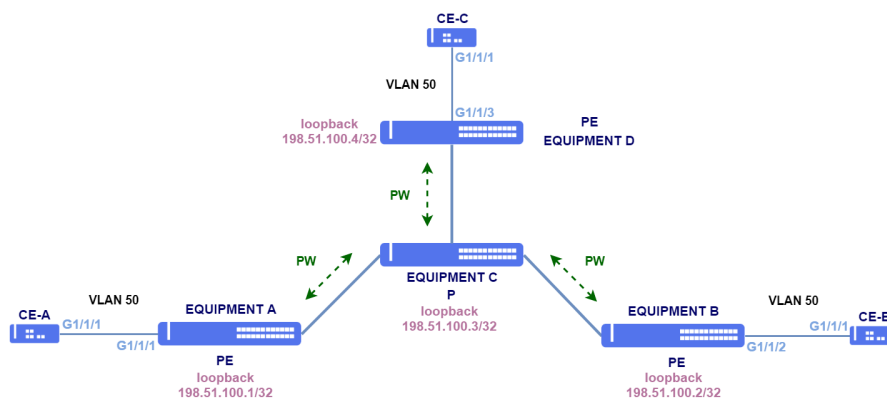 CE-C
G1/1/1
VLAN 50
G1/1/3
loopback
198.51.100.4/32
PE
EQUIPMENT D
PW
PW
PW
EQUIPMENT C
P
loopback
198.51.100.3/32
VLAN 50
CE-A
G1/1/1
EQUIPMENT A
G1/1/1
PE
loopback
198.51.100.1/32
EQUIPMENT B
VLAN 50
G1/1/1
CE-B
G1/1/2
PE
loopback
198.51.100.2/32